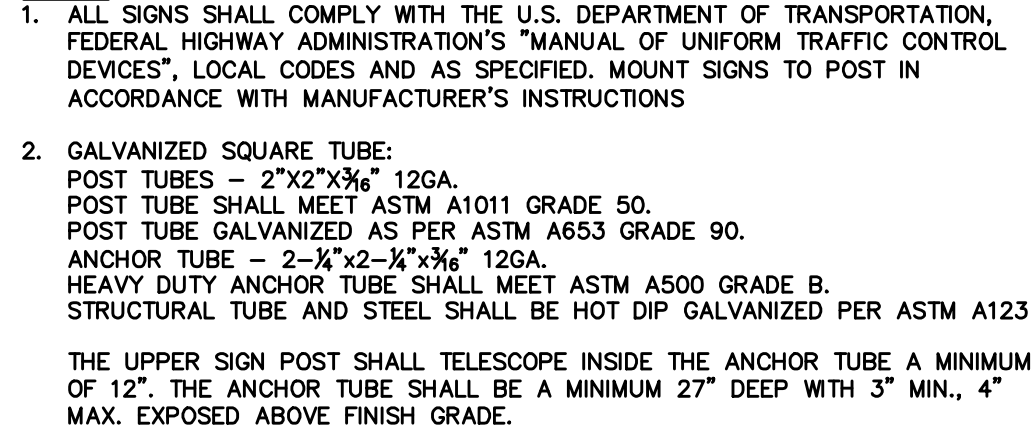 1. ALL SIGNS SHALL COMPLY WITH THE U.S. DEPARTMENT OF TRANSPORTATION,
FEDERAL HIGHWAY ADMINISTRATION'S "MANUAL OF UNIFORM TRAFFIC CONTROL
DEVICES", LOCAL CODES AND AS SPECIFIED. MOUNT SIGNS TO POST IN
ACCORDANCE WITH MANUFACTURER'S INSTRUCTIONS
2. GALVANIZED SQUARE TUBE:
POST TUBES – 2"X2"X3/16" 12GA.
POST TUBE SHALL MEET ASTM A1011 GRADE 50.
POST TUBE GALVANIZED AS PER ASTM A653 GRADE 90.
ANCHOR TUBE – 2–1/4"x2–1/4"x3/16" 12GA.
HEAVY DUTY ANCHOR TUBE SHALL MEET ASTM A500 GRADE B.
STRUCTURAL TUBE AND STEEL SHALL BE HOT DIP GALVANIZED PER ASTM A123
THE UPPER SIGN POST SHALL TELESCOPE INSIDE THE ANCHOR TUBE A MINIMUM
OF 12". THE ANCHOR TUBE SHALL BE A MINIMUM 27" DEEP WITH 3" MIN., 4"
MAX. EXPOSED ABOVE FINISH GRADE.